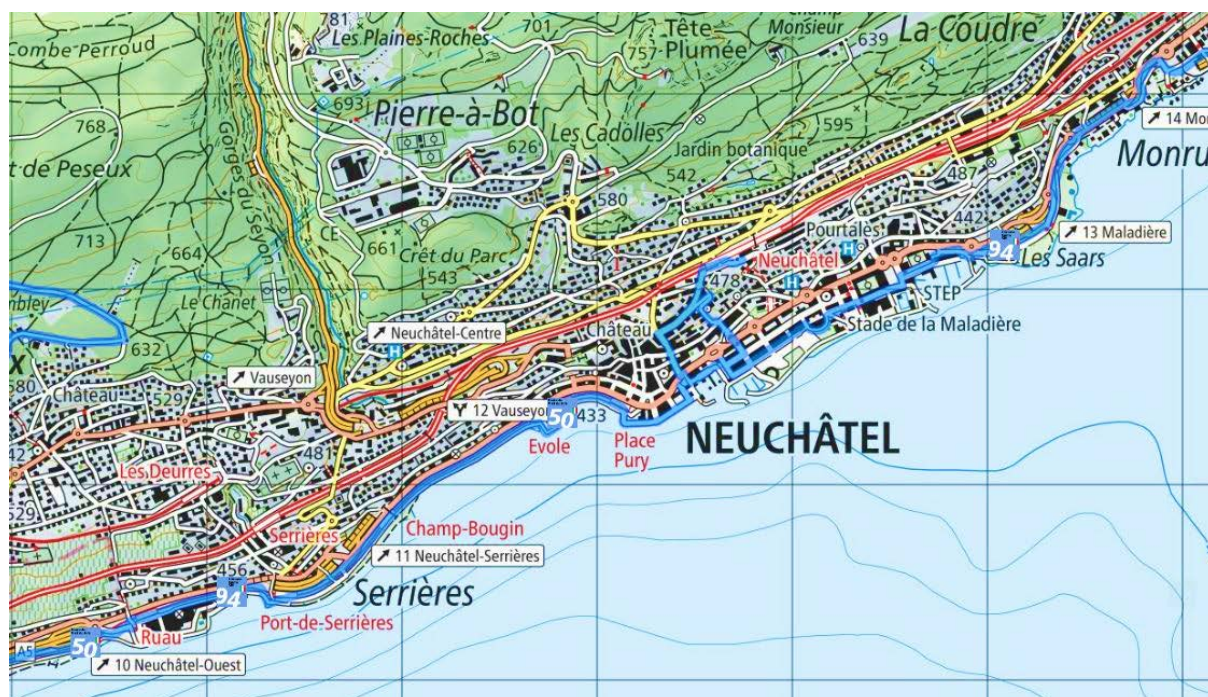 781
Les Plaines-Roches
701
Tête
Plumée
757
Monsieur
639
La Coudre
Combe-Perroud
693
Pierre-à-Bot
Les Cadolles
626
595
14 Mor
768
Gorges du Seyon
Jardin botanique
Monru
t-de Peseux
542
487
580
713
CE
661
Pourtalès
442
H
13 Maladière
664
Crêt du Parc
543
Neuchâtel
94
Les Saars
H
478
Le Chanet
STEP
mbley
Neuchâtel-Centre
Château
Stade de la Maladière
632
H
x
580
Vauseyon
Château
529
12 Vauseyo
50
433
NEUCHÂTEL
Evole
Place
Pury
42
481
Les Deurres
529
Serrières
Champ-Bougin
11 Neuchâtel-Serrières
456
94
Serrières
Port-de-Serrières
50
Ruau
A5
10 Neuchâtel-Ouest